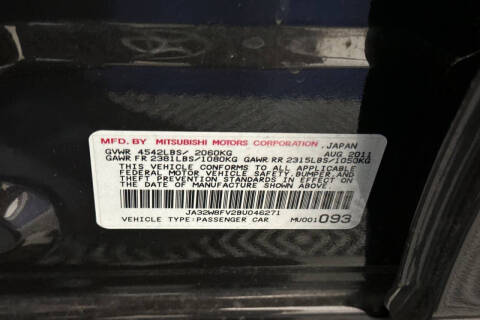 MFD. BY MITSUBISHI MOTORS CORPORATION, JAPAN
GVWR 4542LBS/ 2060KG AUG 2011
GAWR FR 2381LBS/1080KG GAWR RR 2315LBS/1050KG
THIS VEHICLE CONFORMS TO ALL APPLICABLE
FEDERAL MOTOR VEHICLE SAFETY, BUMPER, AND
THEFT PREVENTION STANDARDS IN EFFECT ON
THE DATE OF MANUFACTURE SHOWN ABOVE.
JA32W8FV2BU046271
VEHICLE TYPE: PASSENGER CAR MU001093